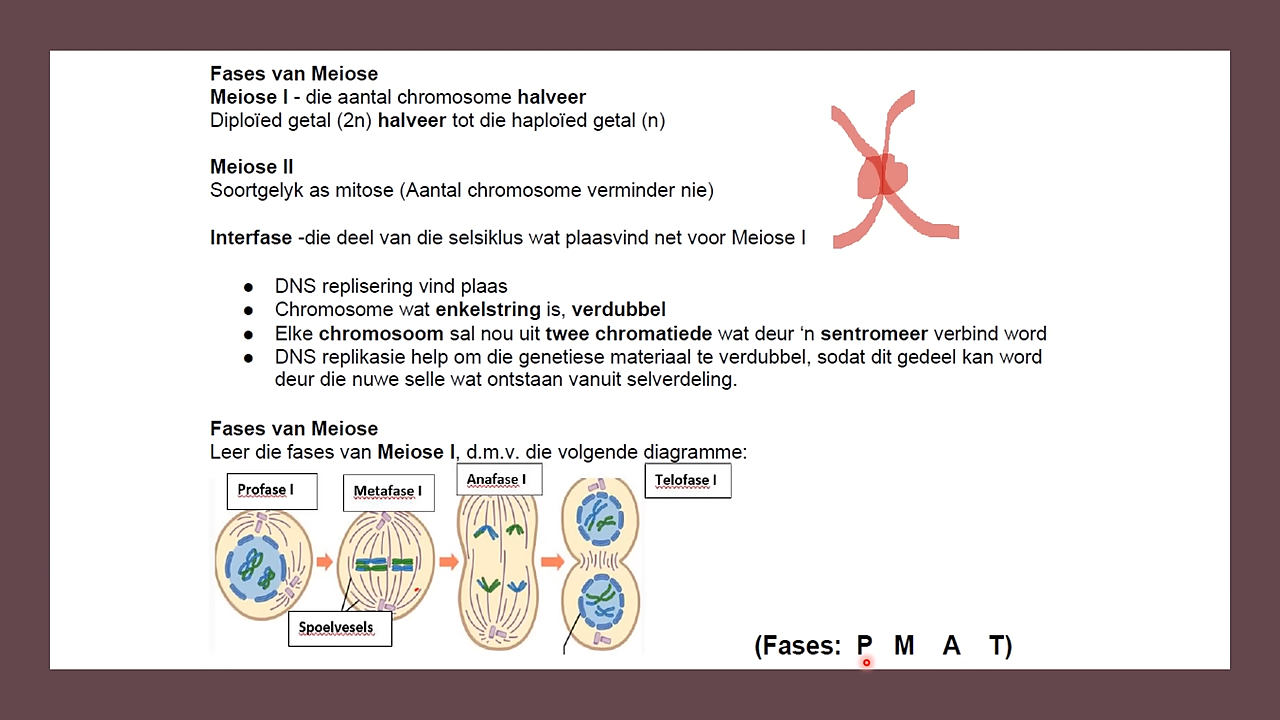 Fases van Meiose
Meiose I - die aantal chromosome halveer
Diploïed getal (2n) halveer tot die haploïed getal (n)
Meiose II
Soortgelyk as mitose (Aantal chromosome verminder nie)
Interfase -die deel van die selsiklus wat plaasvind net voor Meiose I
● DNS replisering vind plaas
● Chromosome wat enkelstring is, verdubbel
● Elke chromosoom sal nou uit twee chromatiede wat deur ‘n sentromeer verbind word
● DNS replikasie help om die genetiese materiaal te verdubbel, sodat dit gedeel kan word
deur die nuwe selle wat ontstaan vanuit selverdeling.
Fases van Meiose
Leer die fases van Meiose I, d.m.v. die volgende diagramme:
Profase I
Metafase I
Anafase I
Telofase I
Spoelvesels
(Fases: P M A T)